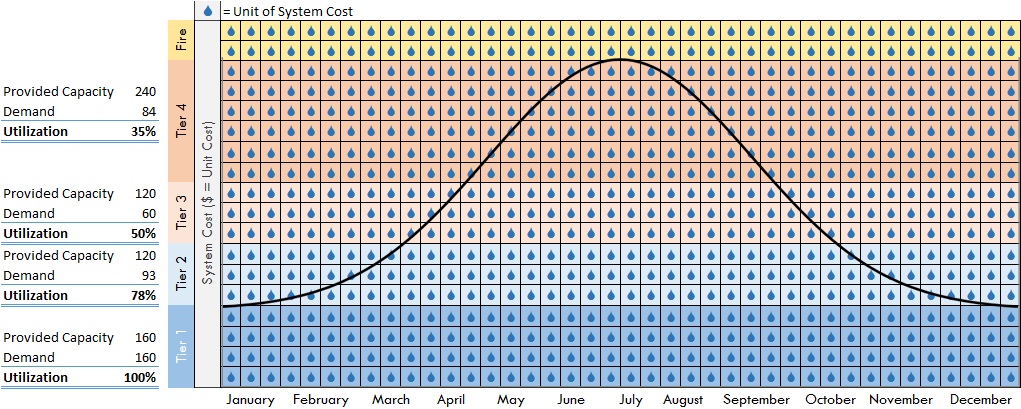 = Unit of System Cost
Fire
Tier 4
Tier 3
Tier 2
Tier 1
System Cost ($ = Unit Cost)
Provided Capacity 240
Demand 84
Utilization 35%
Provided Capacity 120
Demand 60
Utilization 50%
Provided Capacity 120
Demand 93
Utilization 78%
Provided Capacity 160
Demand 160
Utilization 100%
January February March April May June July August September October November December